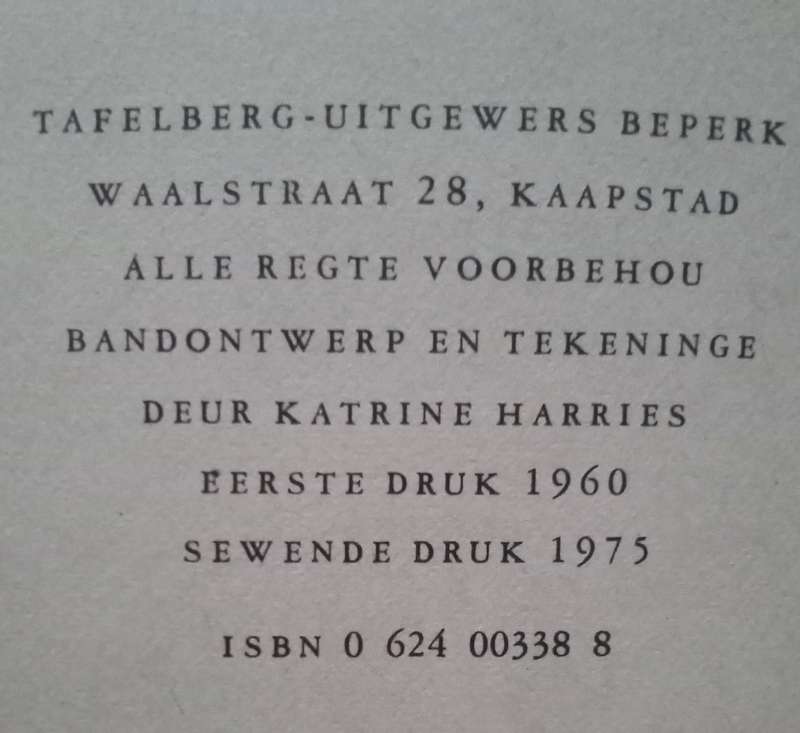 TAFELBERG-UITGEWERS BEPERK
WAALSTRAAT 28, KAAPSTAD
ALLE REGTE VOORBEHOU
BANDONTWERP EN TEKENINGE
DEUR KATRINE HARRIES
EERSTE DRUK 1960
SEWENDE DRUK 1975
ISBN 0 624 00338 8